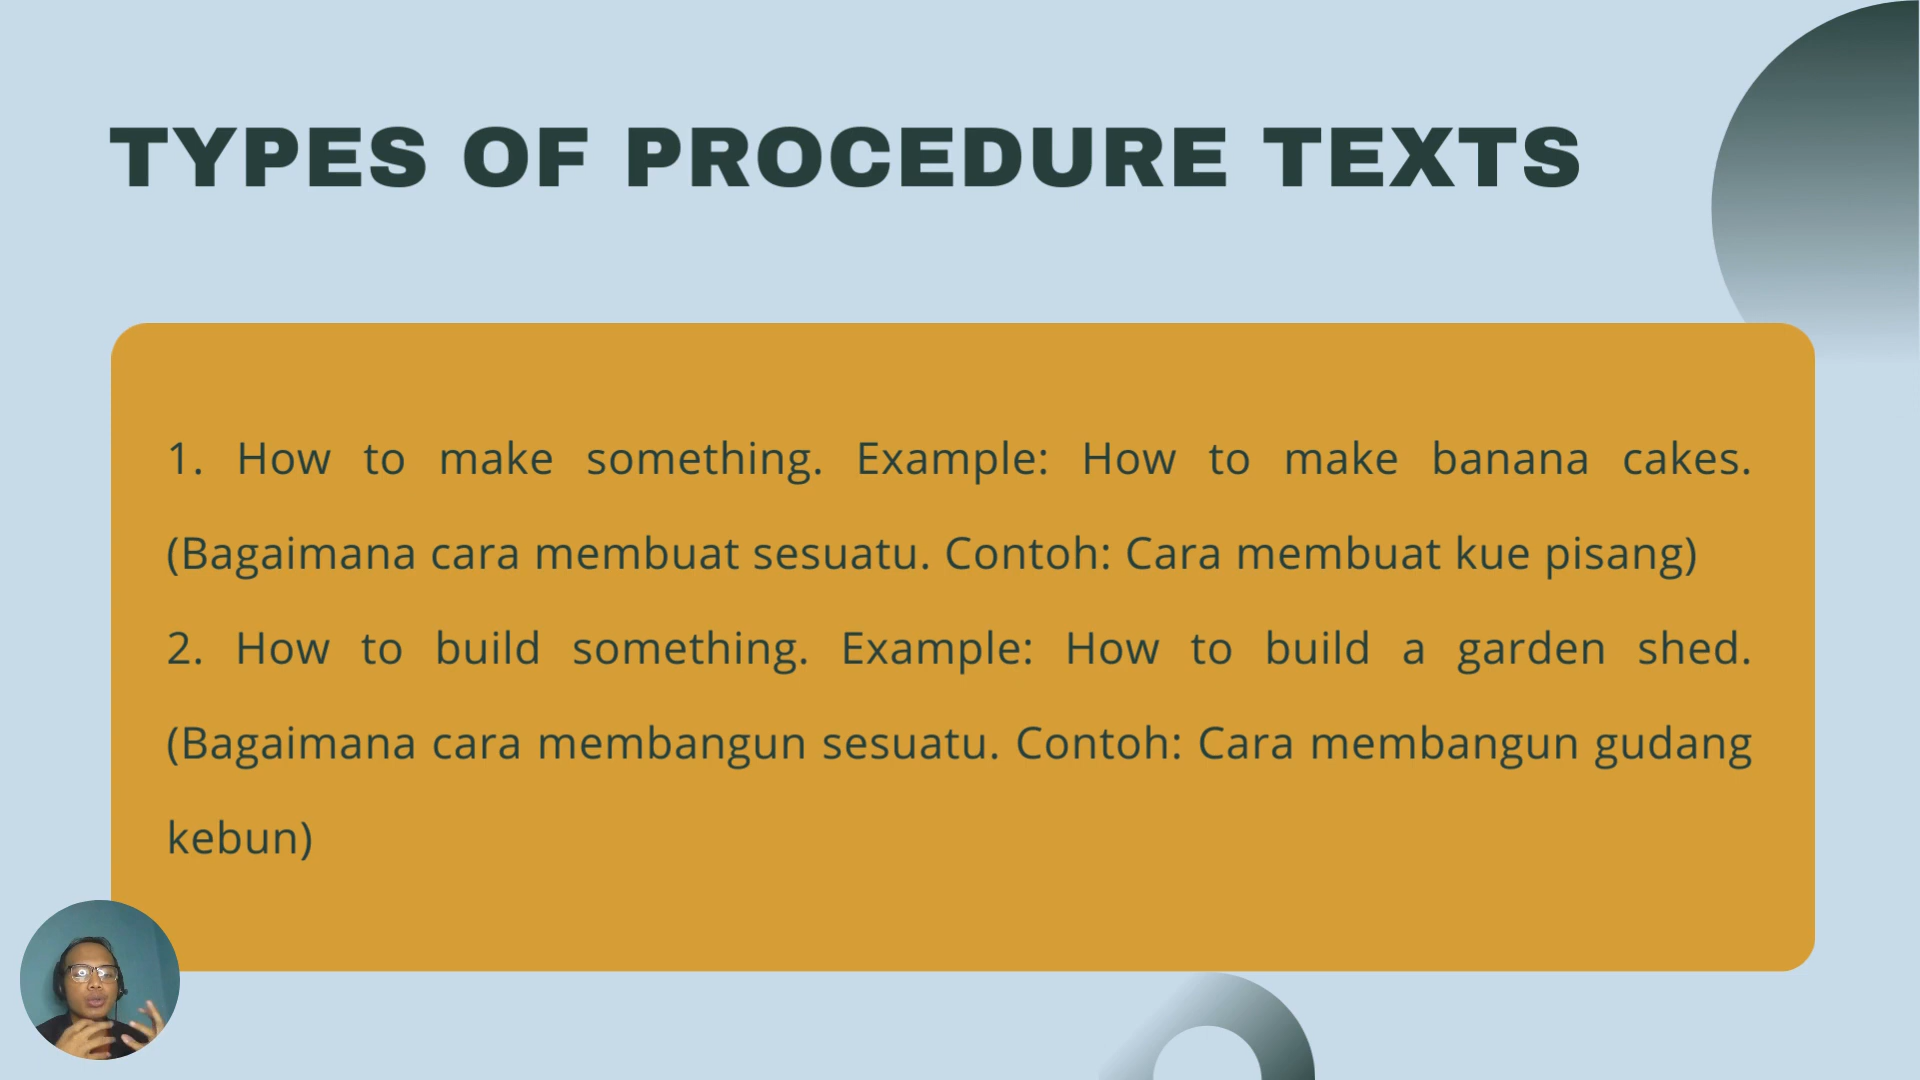 TYPES OF PROCEDURE TEXTS
1. How to make something. Example: How to make banana cakes.
(Bagaimana cara membuat sesuatu. Contoh: Cara membuat kue pisang)
2. How to build something. Example: How to build a garden shed.
(Bagaimana cara membangun sesuatu. Contoh: Cara membangun gudang
kebun)